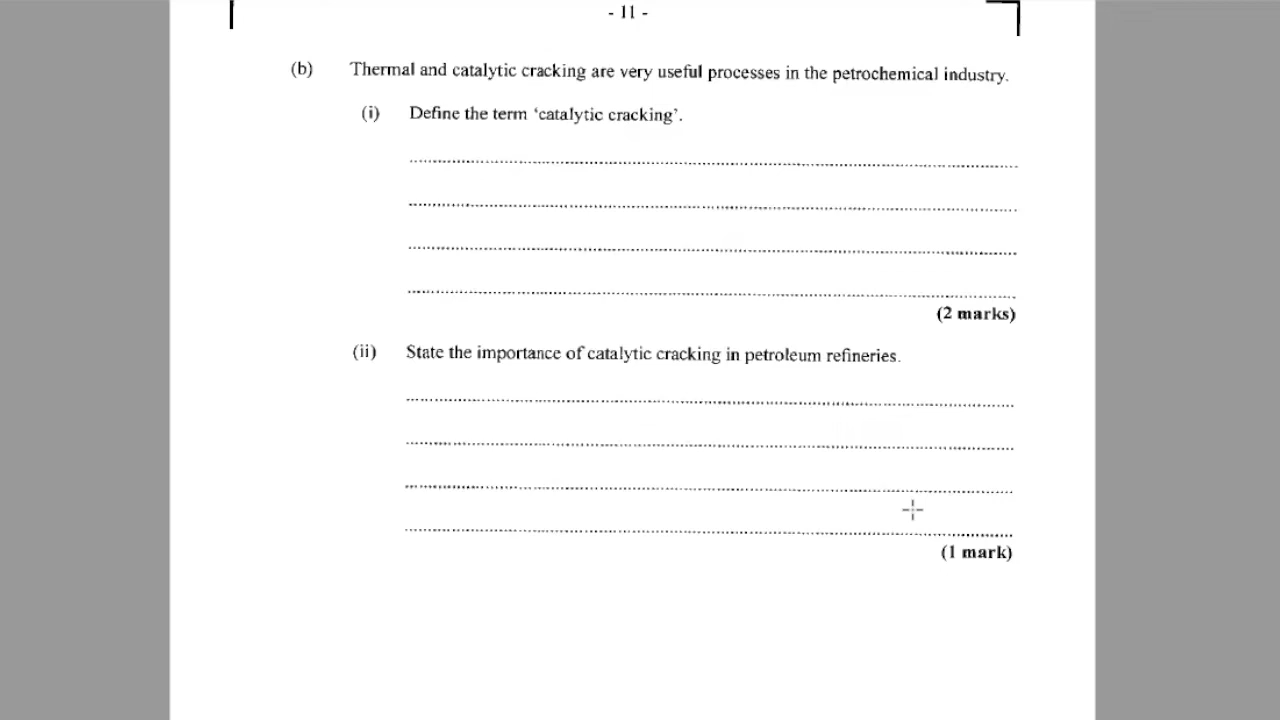 - 11 -
(b) Thermal and catalytic cracking are very useful processes in the petrochemical industry.
(i) Define the term ‘catalytic cracking’.
(2 marks)
(ii) State the importance of catalytic cracking in petroleum refineries.
(1 mark)